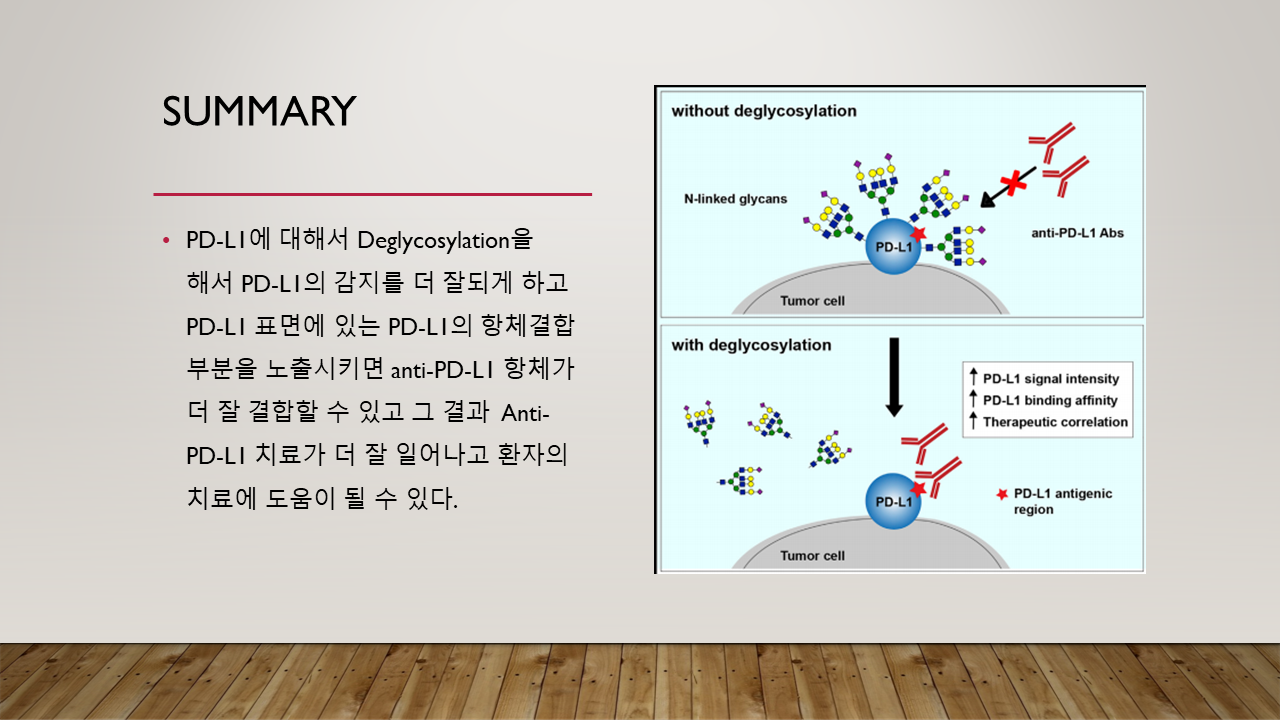 SUMMARY
• PD-L1에 대해서 Deglycosylation을
해서 PD-L1의 감지를 더 잘되게 하고
PD-L1 표면에 있는 PD-L1의 항체결합
부분을 노출시키면 anti-PD-L1 항체가
더 잘 결합할 수 있고 그 결과 Anti-
PD-L1 치료가 더 잘 일어나고 환자의
치료에 도움이 될 수 있다.
without deglycosylation
N-linked glycans
anti-PD-L1 Abs
PD-L1
Tumor cell
with deglycosylation
↑ PD-L1 signal intensity
↑ PD-L1 binding affinity
↑ Therapeutic correlation
PD-L1
PD-L1 antigenic
region
Tumor cell